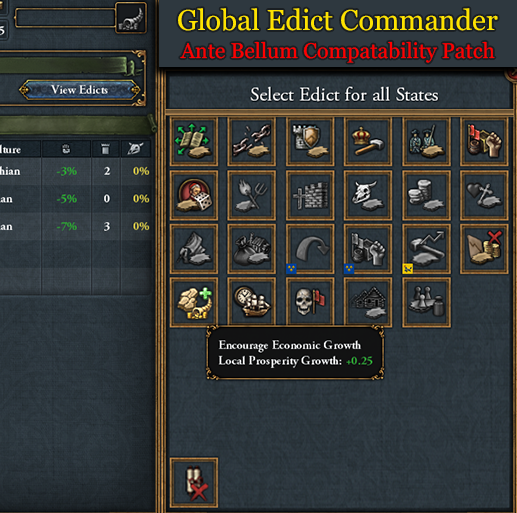 Global Edict Commander
Ante Bellum Compatability Patch
5
View Edicts
Select Edict for all States
lture
hian -3% 2 0%
an -5% 0 0%
an -7% 3 0%
Encourage Economic Growth
Local Prosperity Growth: +0.25